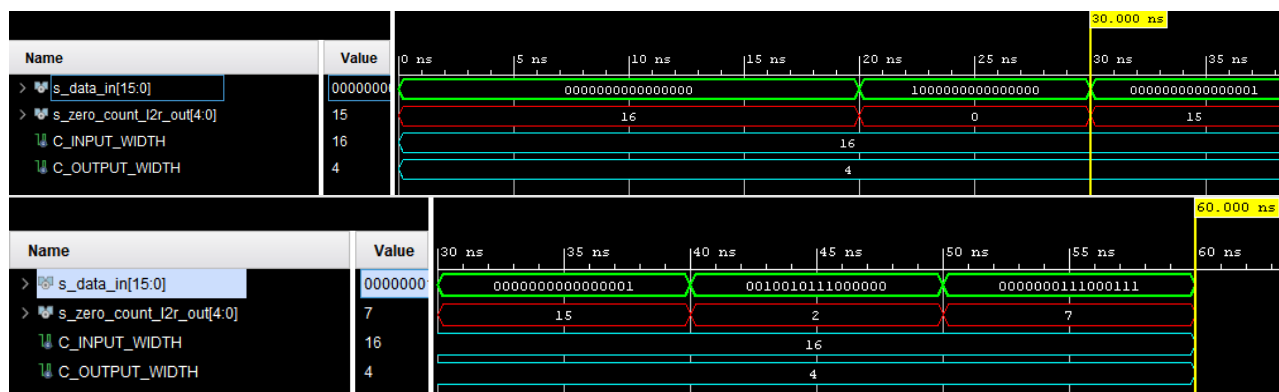 30.000 ns
Name Value 0 ns 5 ns 10 ns 15 ns 20 ns 25 ns 30 ns 35 ns
s_data_in[15:0] 00000000 0000000000000000 1000000000000000 0000000000000001
s_zero_count_l2r_out[4:0] 15 16 0 15
C_INPUT_WIDTH 16 16
C_OUTPUT_WIDTH 4 4
60.000 ns
Name Value 30 ns 35 ns 40 ns 45 ns 50 ns 55 ns 60 ns
s_data_in[15:0] 00000000 0000000000000001 0010010111000000 0000000111000111
s_zero_count_l2r_out[4:0] 7 15 2 7
C_INPUT_WIDTH 16 16
C_OUTPUT_WIDTH 4 4